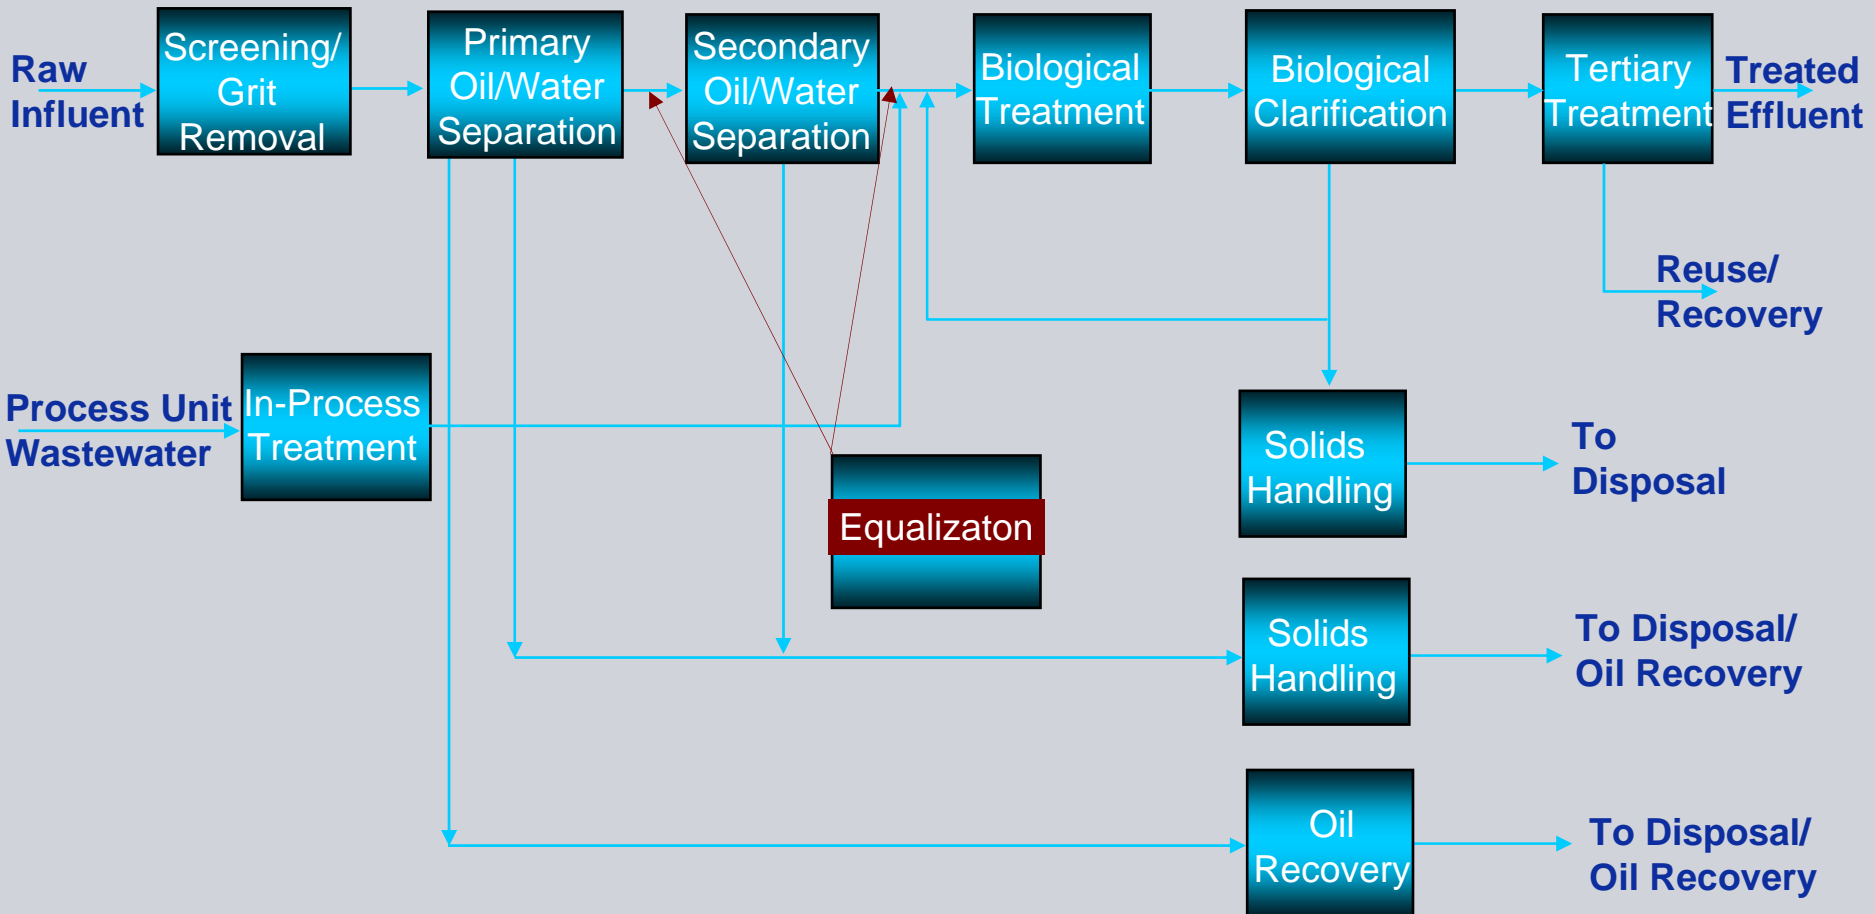 Raw
Influent
Screening/
Grit
Removal
Primary
Oil/Water
Separation
Secondary
Oil/Water
Separation
Biological
Treatment
Biological
Clarification
Tertiary
Treatment
Treated
Effluent
Reuse/
Recovery
Process Unit
Wastewater
In-Process
Treatment
Equalizaton
Solids
Handling
To
Disposal
Solids
Handling
To Disposal/
Oil Recovery
Oil
Recovery
To Disposal/
Oil Recovery